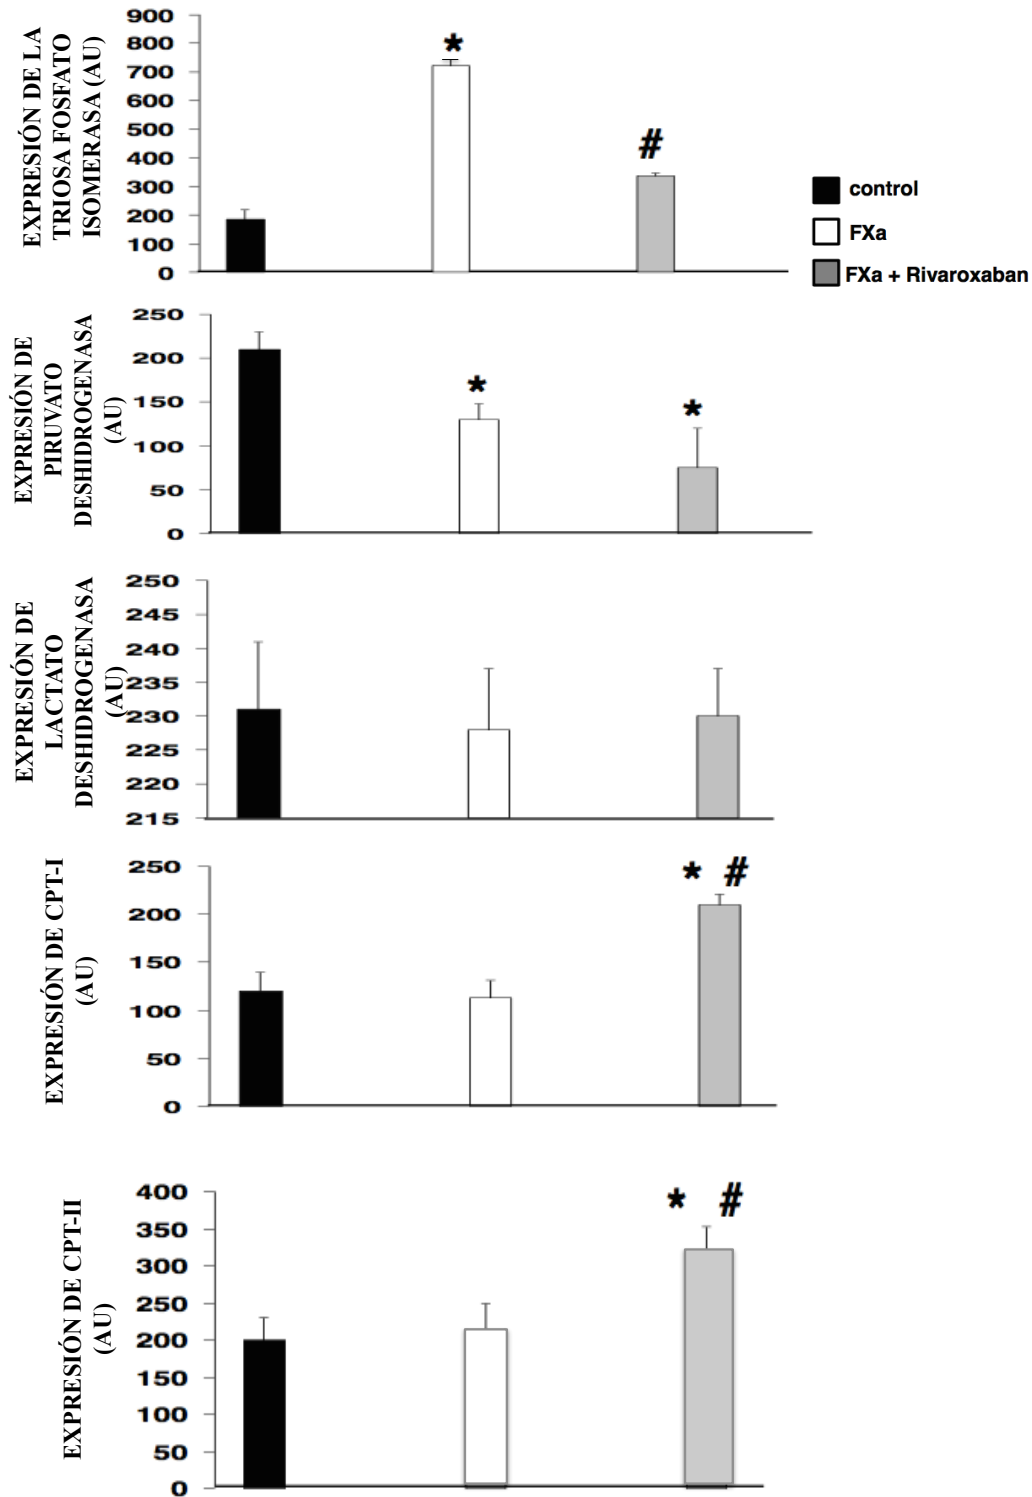 EXPRESIÓN DE LA
TRIOSA FOSFATO
ISOMERASA (AU)
900
800
700
600
500
400
300
200
100
0
*
#
control
FXa
FXa + Rivaroxaban
EXPRESIÓN DE
PIRUVATO
DESHIDROGENASA
(AU)
250
200
150
100
50
0
*
*
EXPRESIÓN DE
LACTATO
DESHIDROGENASA
(AU)
250
245
240
235
230
225
220
215
EXPRESIÓN DE CPT-I
(AU)
250
200
150
100
50
0
* #
EXPRESIÓN DE CPT-II
(AU)
400
350
300
250
200
150
100
50
0
* #